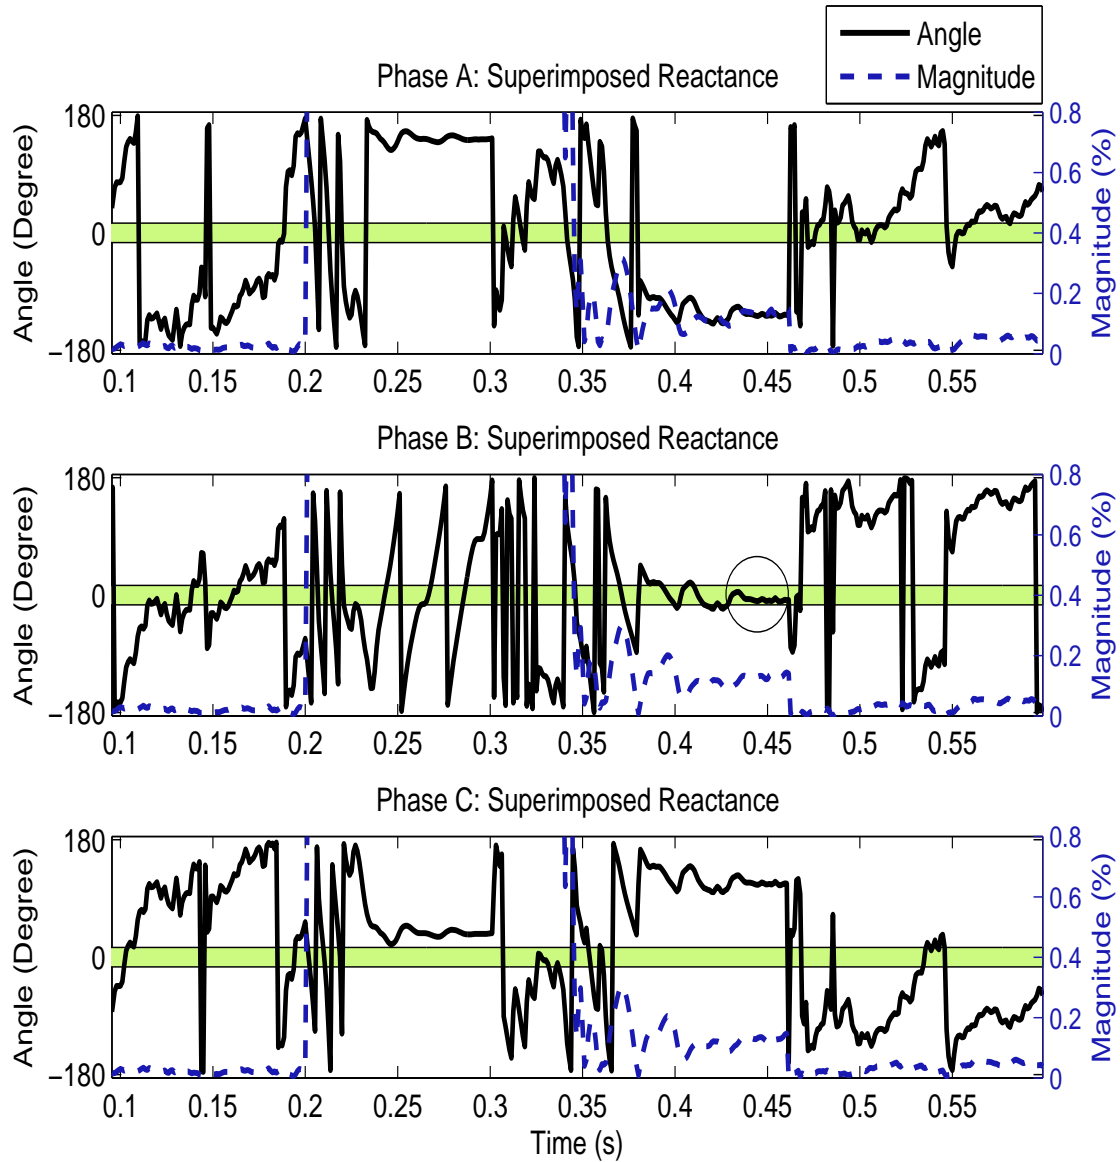 Angle
Magnitude
Phase A: Superimposed Reactance
Angle (Degree)
180
0
−180
0.8
0.6
0.4
0.2
0
Magnitude (%)
0.1 0.15 0.2 0.25 0.3 0.35 0.4 0.45 0.5 0.55
Phase B: Superimposed Reactance
Angle (Degree)
180
0
−180
0.8
0.6
0.4
0.2
0
Magnitude (%)
0.1 0.15 0.2 0.25 0.3 0.35 0.4 0.45 0.5 0.55
Phase C: Superimposed Reactance
Angle (Degree)
180
0
−180
0.8
0.6
0.4
0.2
0
Magnitude (%)
0.1 0.15 0.2 0.25 0.3 0.35 0.4 0.45 0.5 0.55
Time (s)